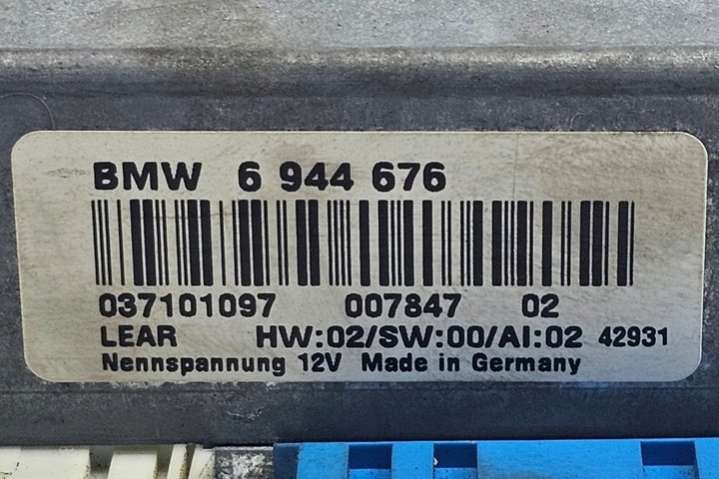 BMW 6 944 676
037101097 007847 02
LEAR HW:02/SW:00/AI:02 42931
Nennspannung 12V Made in Germany